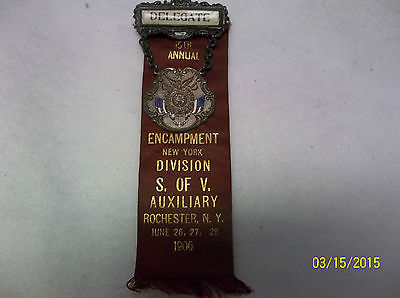 DELEGATE
15TH
ANNUAL
ENCAMPMENT
NEW YORK
DIVISION
S. OF V.
AUXILIARY
ROCHESTER, N. Y.
JUNE 26, 27, 28
1906
03/15/2015